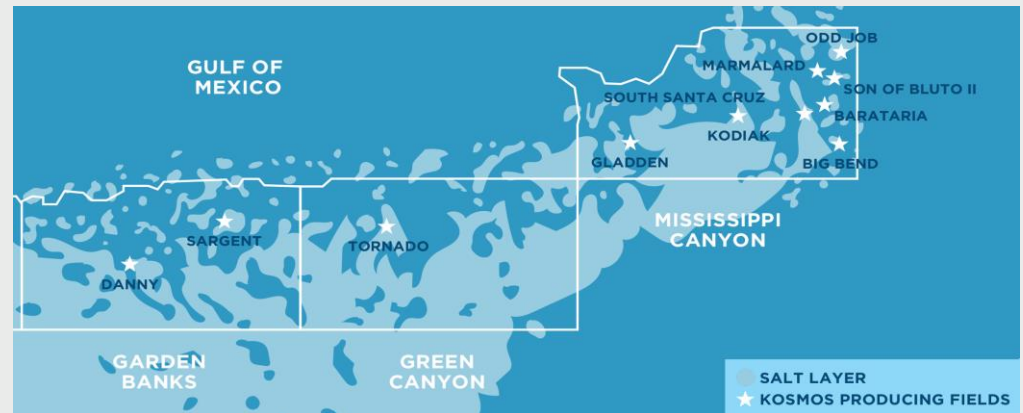 GULF OF
MEXICO
ODD JOB
MARMALARD
SON OF BLUTO II
SOUTH SANTA CRUZ
BARATARIA
KODIAK
GLADDEN
BIG BEND
MISSISSIPPI
CANYON
SARGENT
TORNADO
DANNY
GARDEN
BANKS
GREEN
CANYON
SALT LAYER
KOSMOS PRODUCING FIELDS